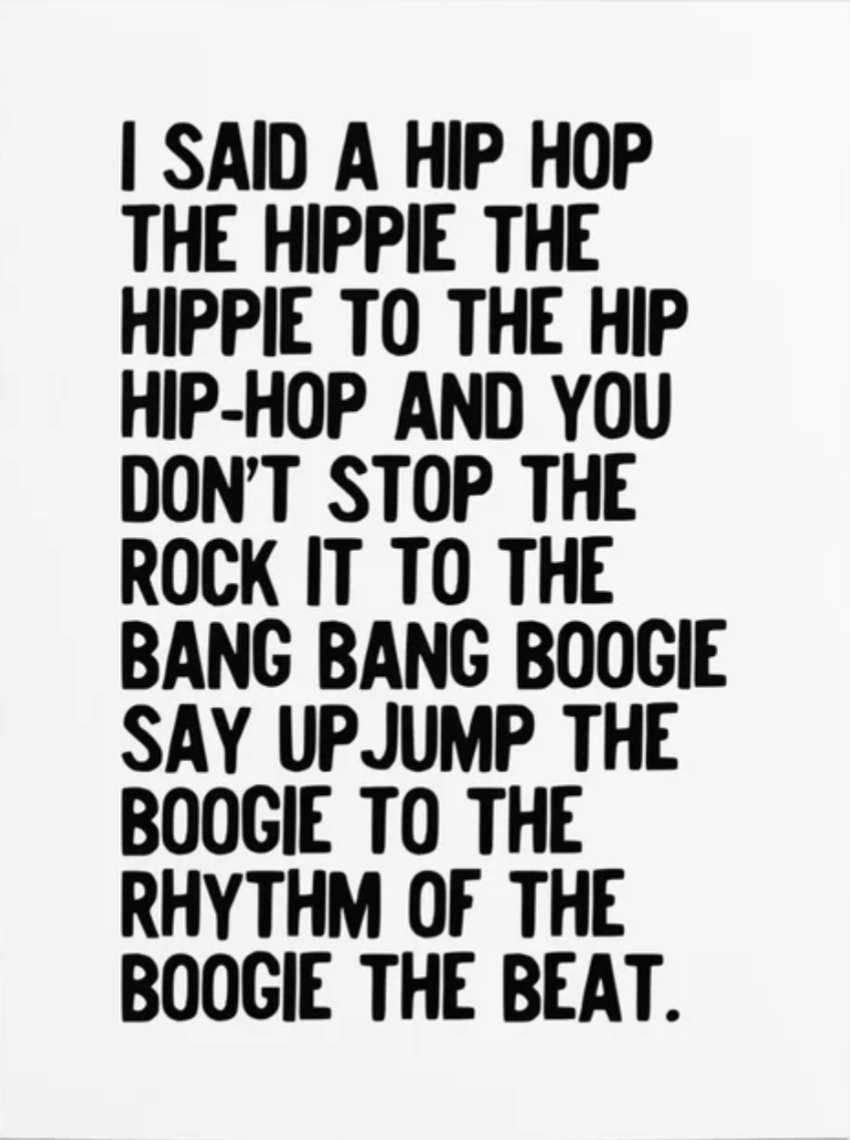 I SAID A HIP HOP
THE HIPPIE THE
HIPPIE TO THE HIP
HIP-HOP AND YOU
DON'T STOP THE
ROCK IT TO THE
BANG BANG BOOGIE
SAY UPJUMP THE
BOOGIE TO THE
RHYTHM OF THE
BOOGIE THE BEAT.